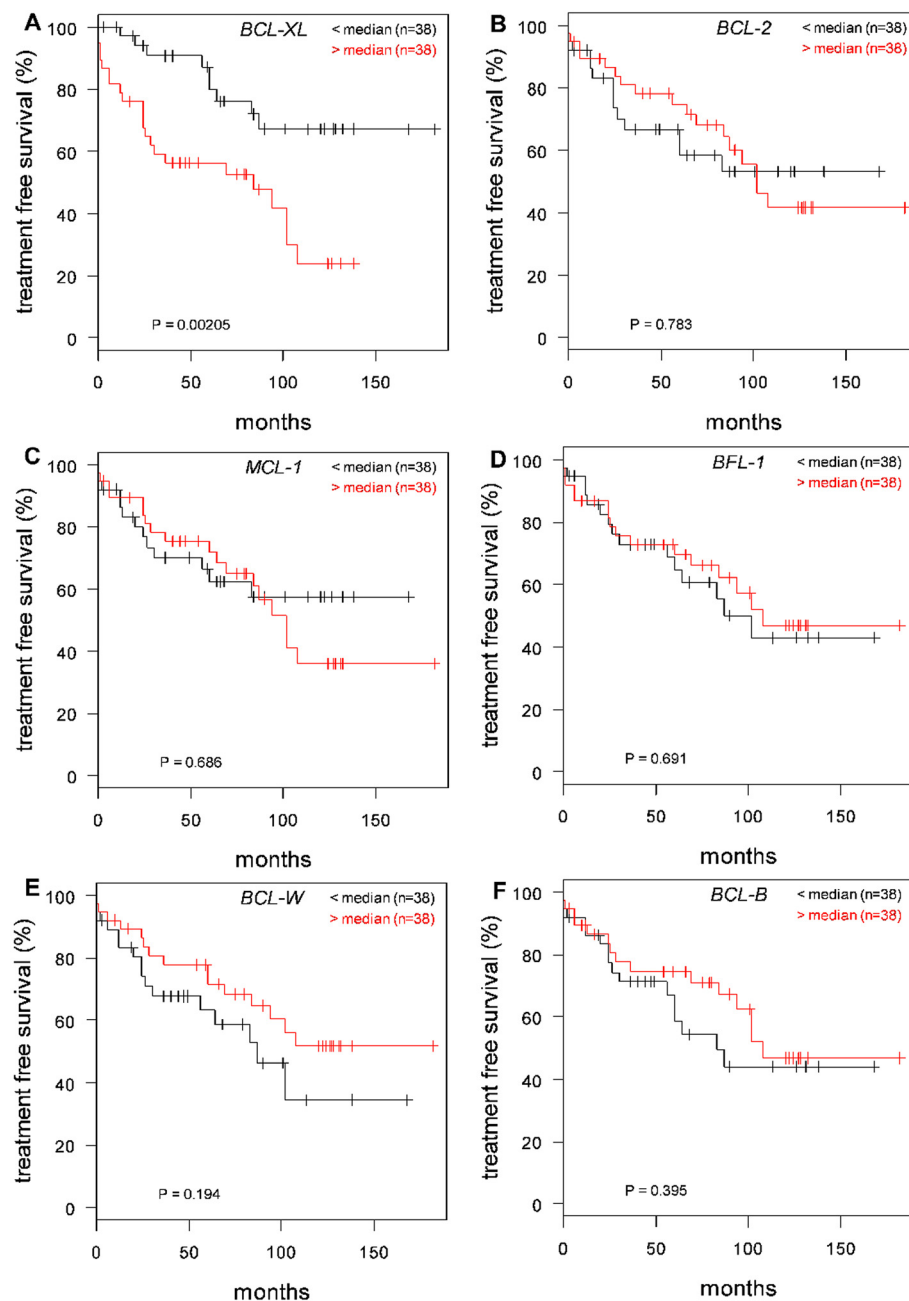 A
BCL-XL
< median (n=38)
> median (n=38)
treatment free survival (%)
100
80
60
40
20
0
P = 0.00205
0 50 100 150
months
B
BCL-2
< median (n=38)
> median (n=38)
treatment free survival (%)
100
80
60
40
20
0
P = 0.783
0 50 100 150
months
C
MCL-1
< median (n=38)
> median (n=38)
treatment free survival (%)
100
80
60
40
20
0
P = 0.686
0 50 100 150
months
D
BFL-1
< median (n=38)
> median (n=38)
treatment free survival (%)
100
80
60
40
20
0
P = 0.691
0 50 100 150
months
E
BCL-W
< median (n=38)
> median (n=38)
treatment free survival (%)
100
80
60
40
20
0
P = 0.194
0 50 100 150
months
F
BCL-B
< median (n=38)
> median (n=38)
treatment free survival (%)
100
80
60
40
20
0
P = 0.395
0 50 100 150
months